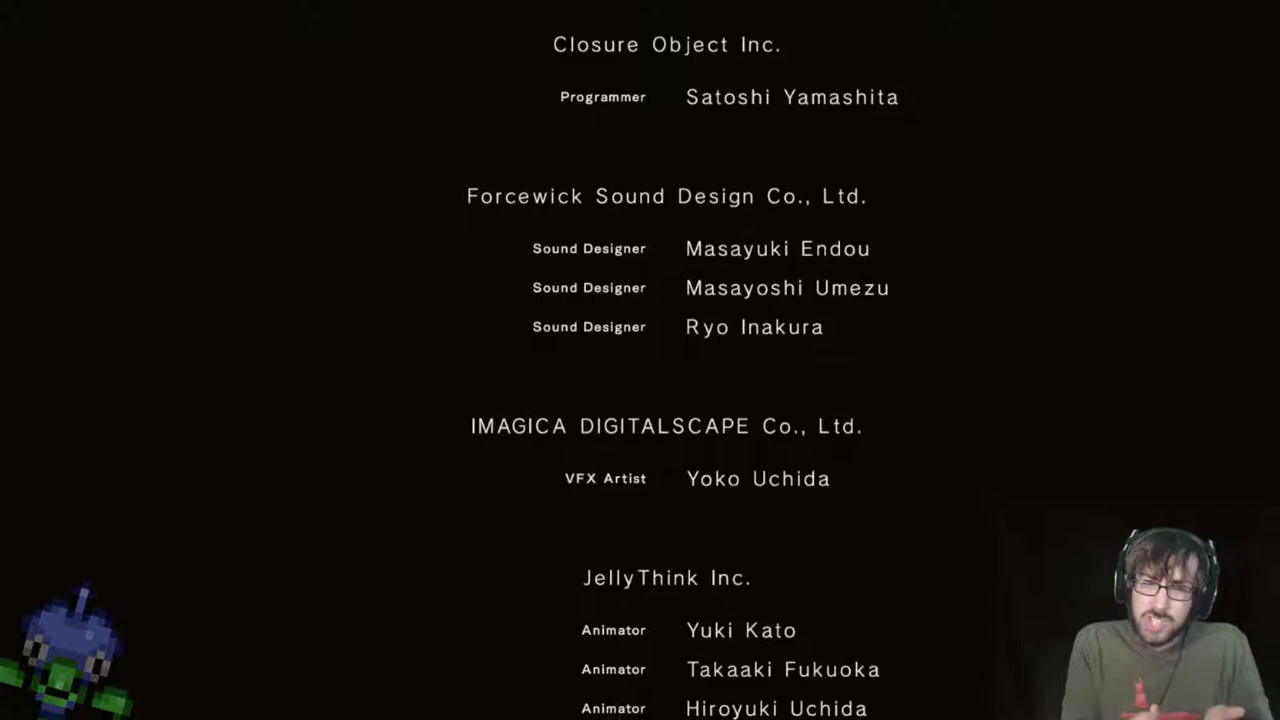 Closure Object Inc.
Programmer Satoshi Yamashita
Forcewick Sound Design Co., Ltd.
Sound Designer Masayuki Endou
Sound Designer Masayoshi Umezu
Sound Designer Ryo Inakura
IMAGICA DIGITALSCAPE Co., Ltd.
VFX Artist Yoko Uchida
JellyThink Inc.
Animator Yuki Kato
Animator Takaaki Fukuoka
Animator Hiroyuki Uchida